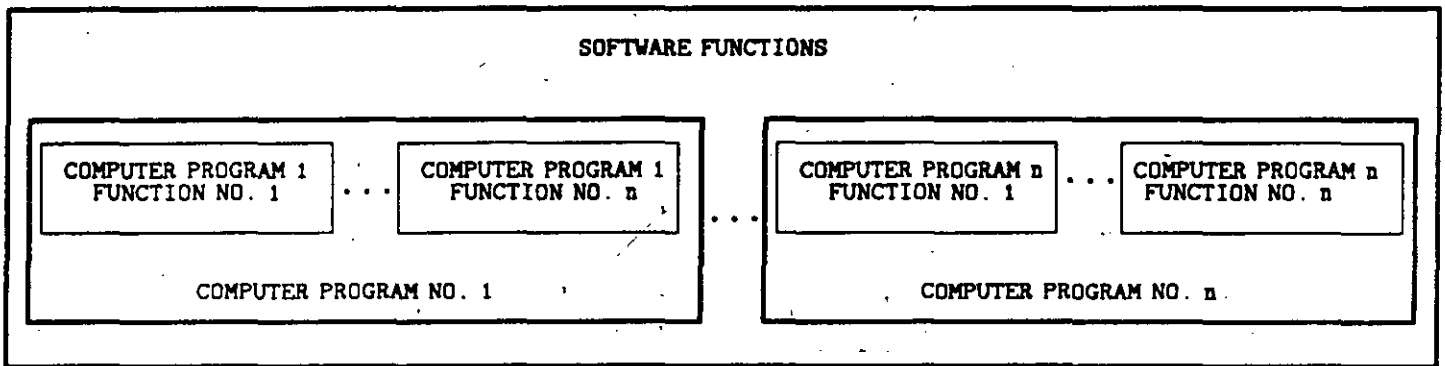 SOFTWARE FUNCTIONS
COMPUTER PROGRAM 1
FUNCTION NO. 1
...
COMPUTER PROGRAM 1
FUNCTION NO. n
...
COMPUTER PROGRAM n
FUNCTION NO. 1
...
COMPUTER PROGRAM n
FUNCTION NO. n
COMPUTER PROGRAM NO. 1
COMPUTER PROGRAM NO. n